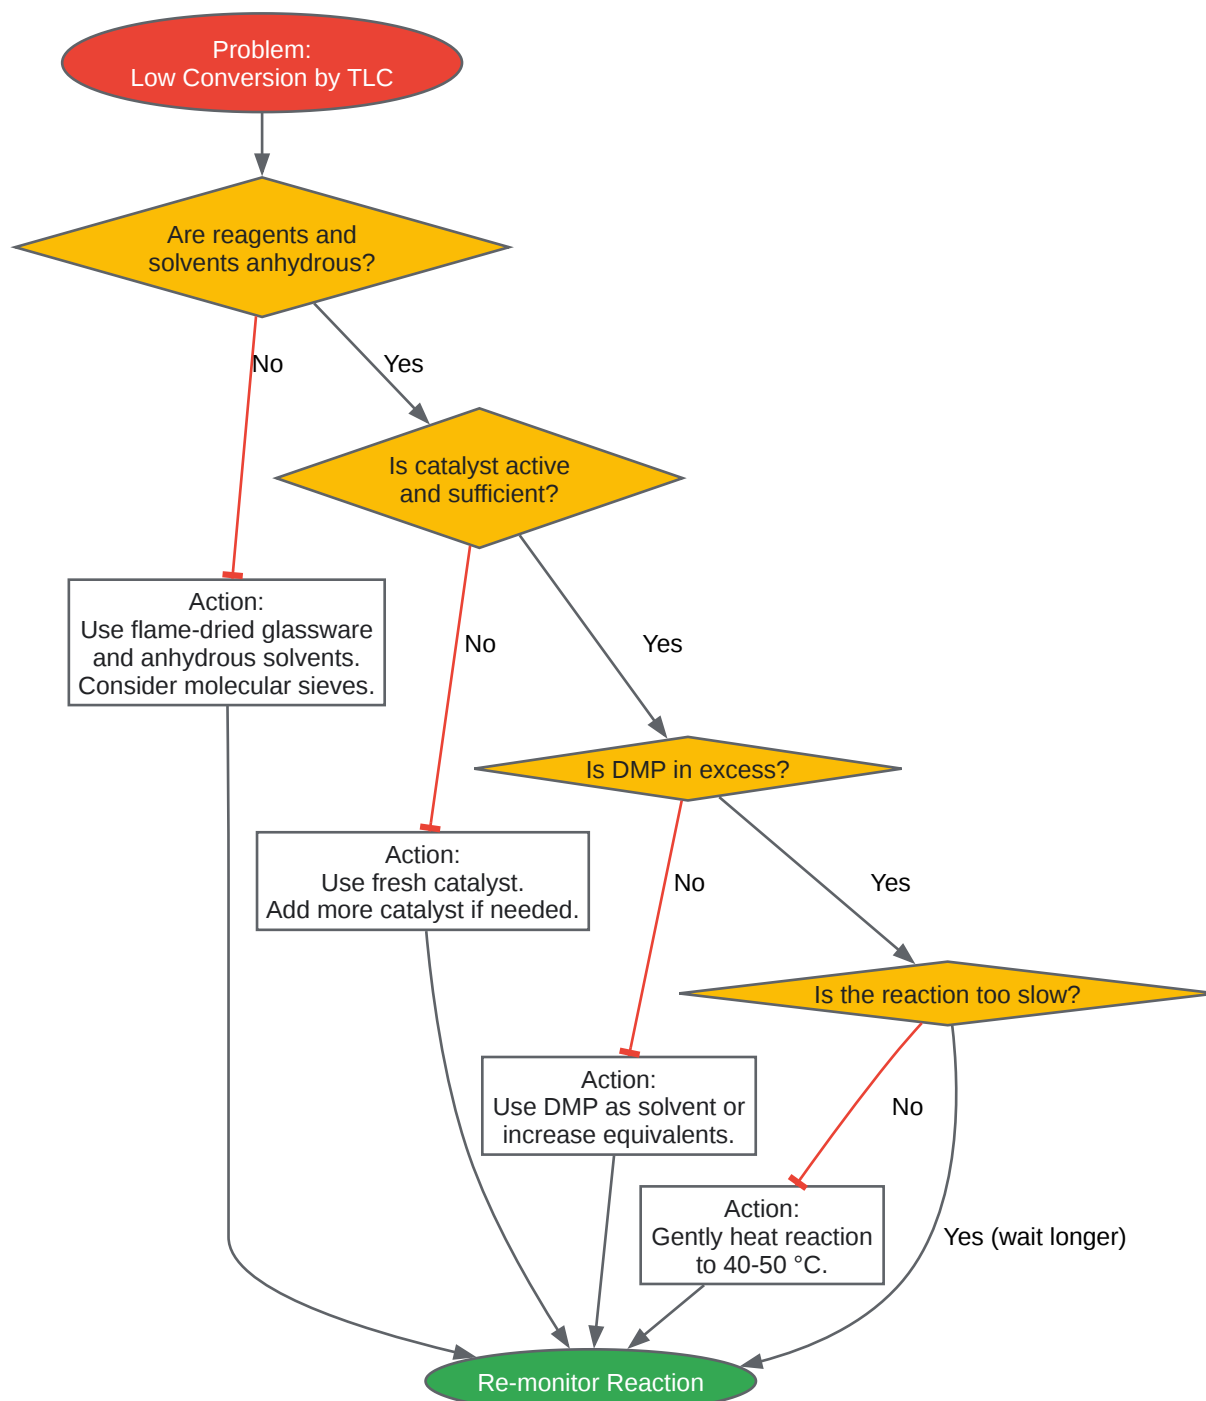 Problem:
Low Conversion by TLC
Are reagents and
solvents anhydrous?
No
Yes
Is catalyst active
and sufficient?
Action:
Use flame-dried glassware
and anhydrous solvents.
Consider molecular sieves.
No
Yes
Is DMP in excess?
Action:
Use fresh catalyst.
Add more catalyst if needed.
No
Yes
Is the reaction too slow?
Action:
Use DMP as solvent or
increase equivalents.
No
Action:
Gently heat reaction
to 40-50 °C.
Yes (wait longer)
Re-monitor Reaction